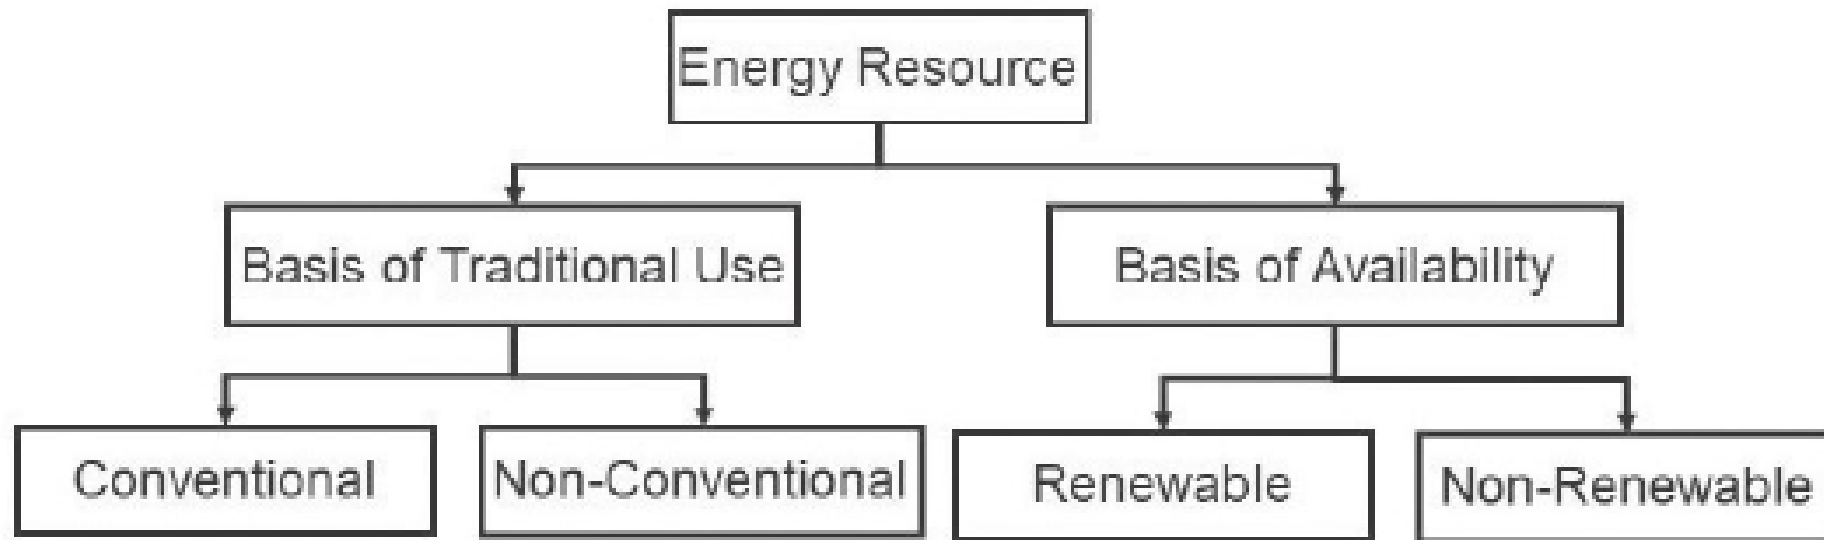 Energy Resource
Basis of Traditional Use
Basis of Availability
Conventional
Non-Conventional
Renewable
Non-Renewable